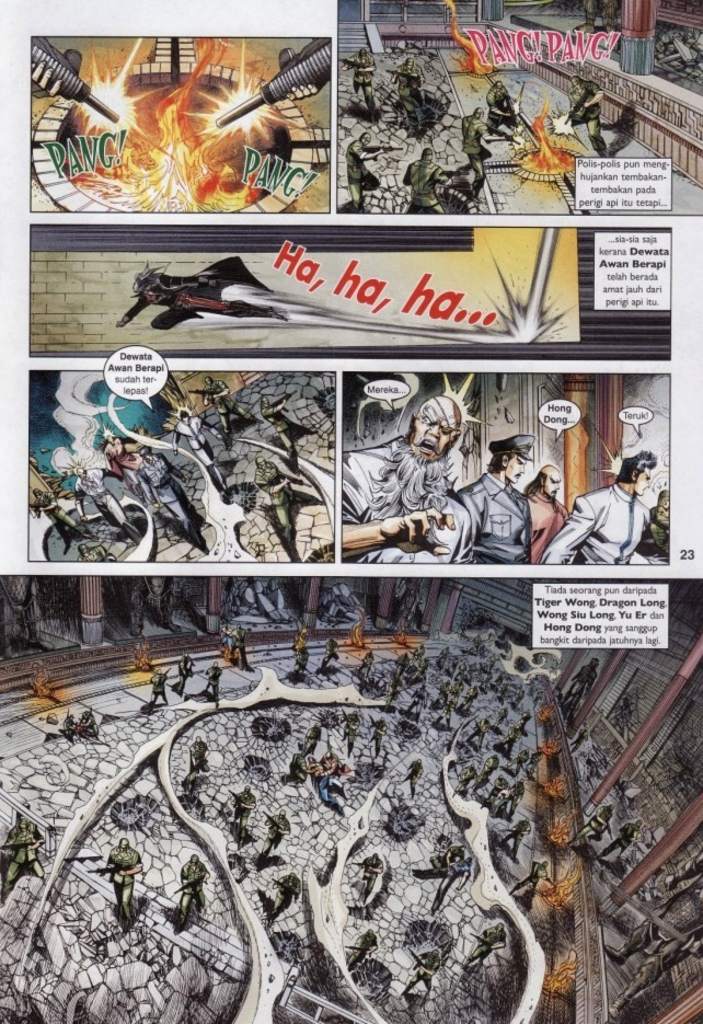 PANG!
PANG!
PANG! PANG!
Polis-polis pun meng-
hujankan tembakan-
tembakan pada
perigi api itu tetapi...
...sia-sia saja
kerana Dewata
Awan Berapi
telah berada
amat jauh dari
perigi api itu.
Ha, ha, ha...
Dewata
Awan Berapi
sudah ter-
lepas!
Mereka...
Hong
Dong...
Teruk!
23
Tiada seorang pun daripada
Tiger Wong, Dragon Long,
Wong Siu Long, Yu Er dan
Hong Dong yang sanggup
bangkit daripada jatuhnya lagi.